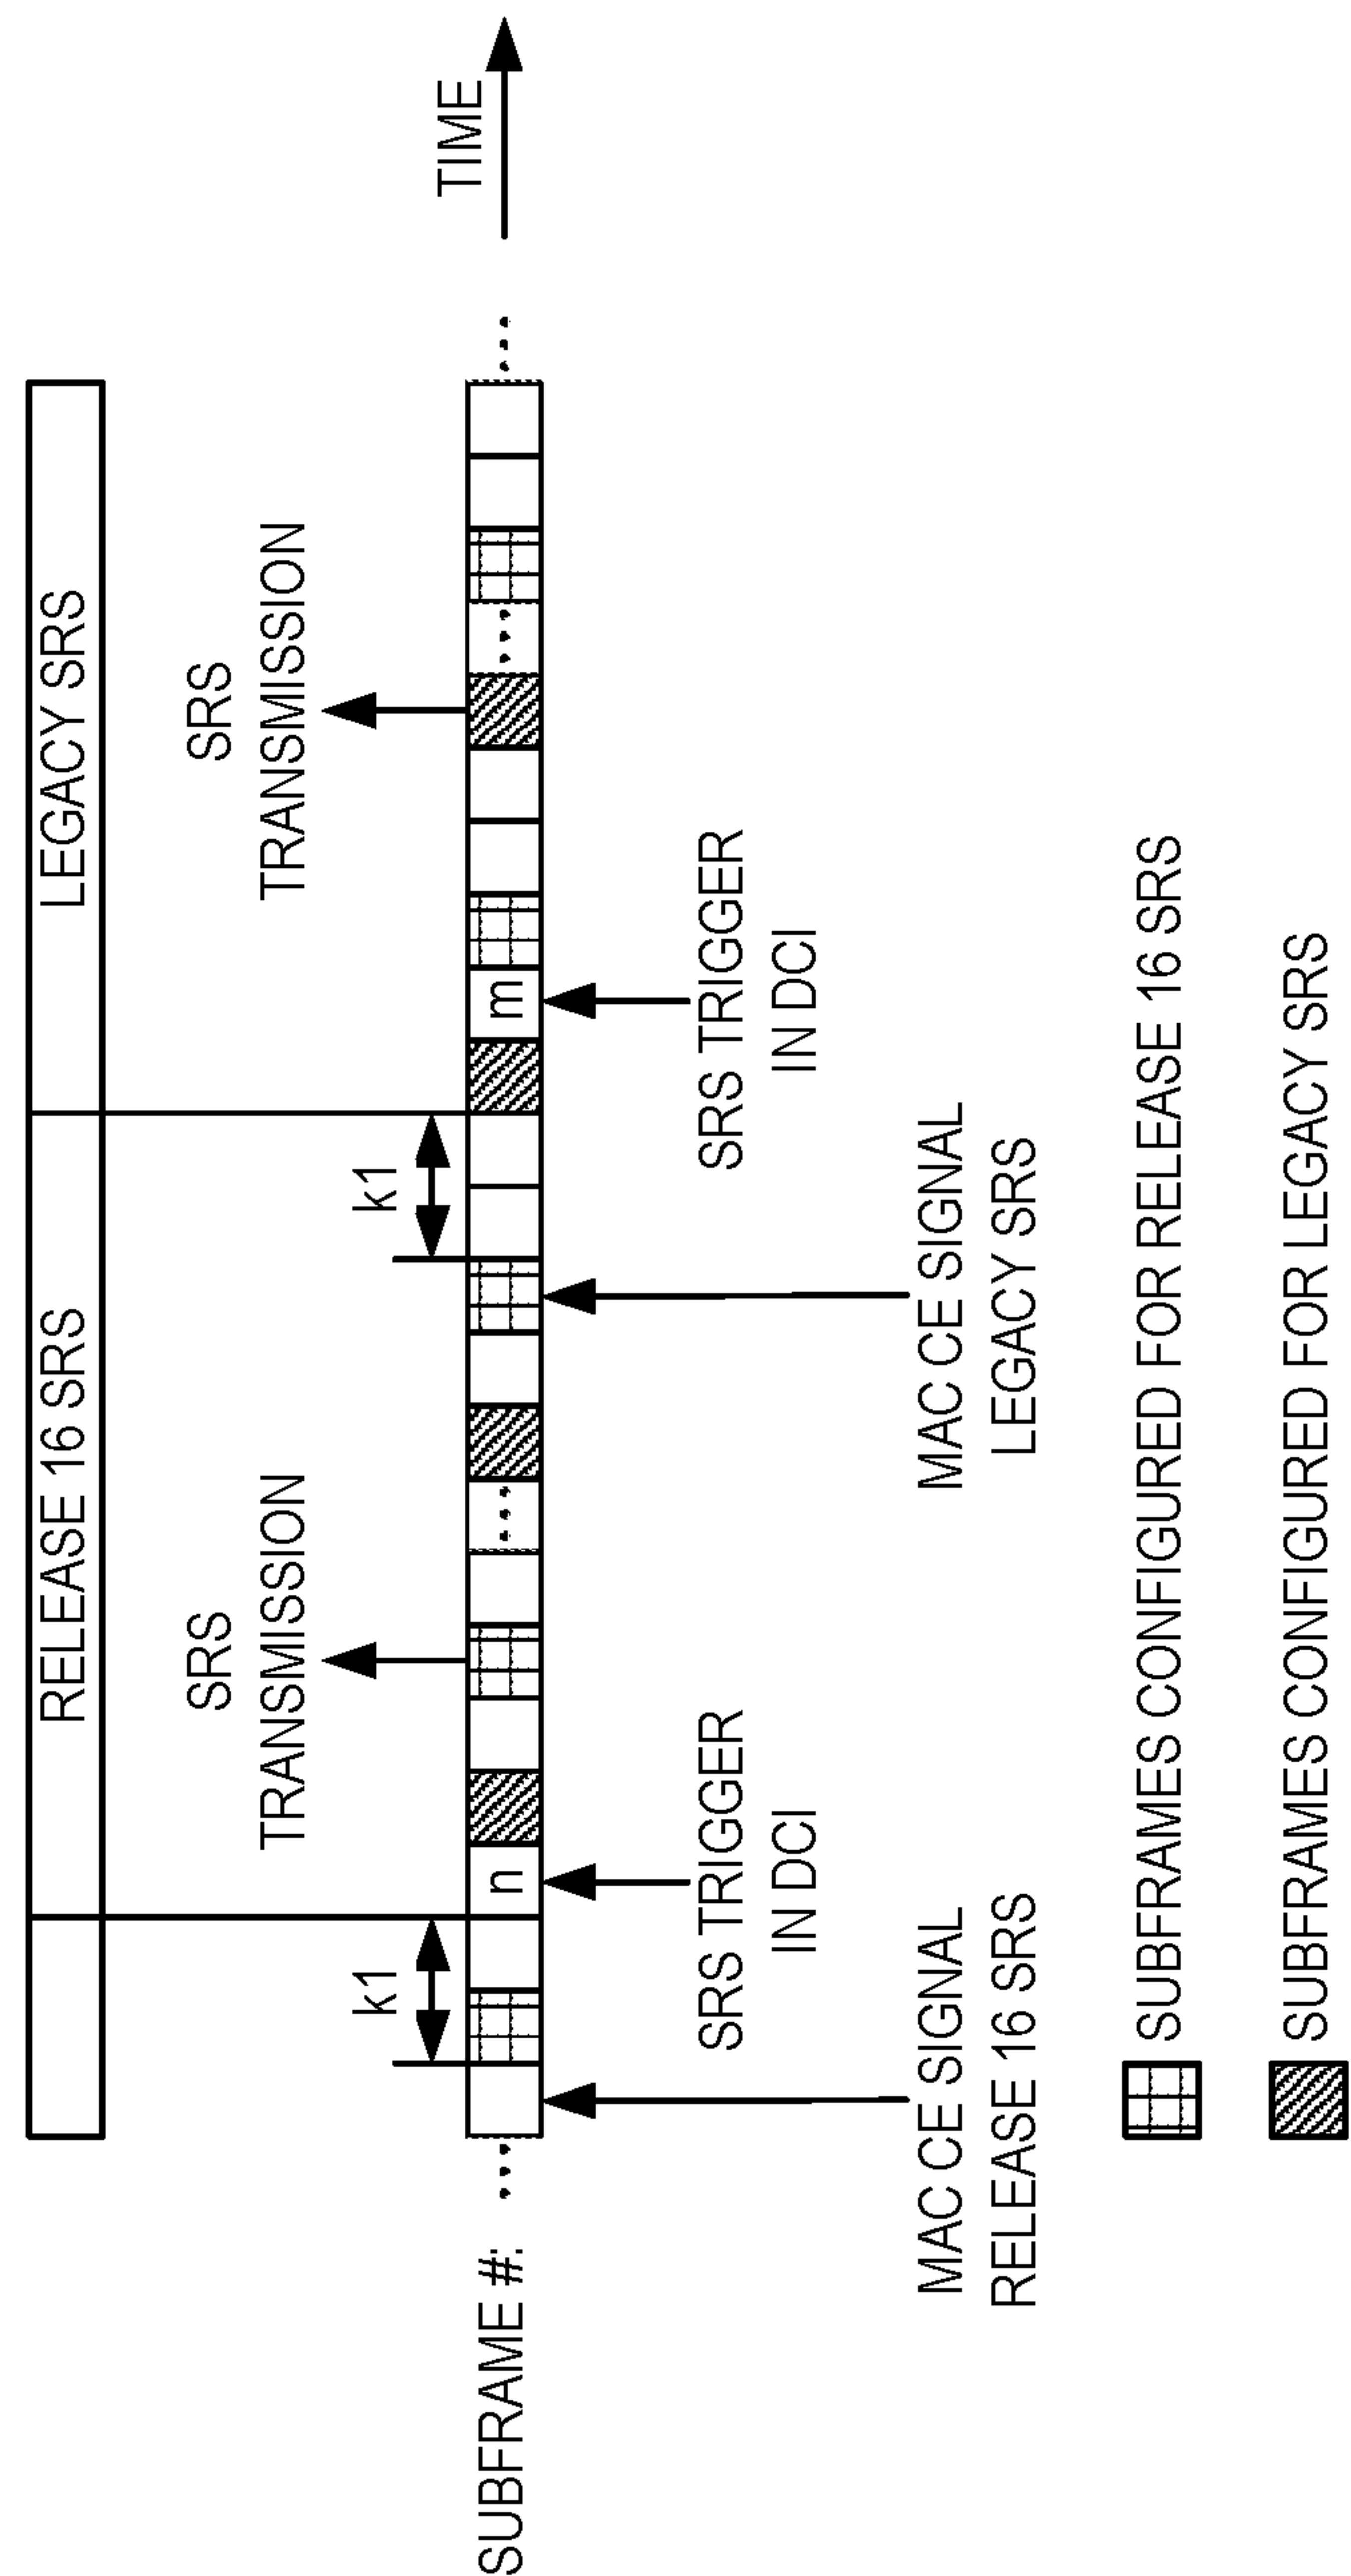 RELEASE 16 SRS
LEGACY SRS
SRS
TRANSMISSION
SRS
TRANSMISSION
k1
k1
TIME
SUBFRAME #:
...
n
...
m
...
...
SRS TRIGGER
IN DCI
SRS TRIGGER
IN DCI
MAC CE SIGNAL
RELEASE 16 SRS
MAC CE SIGNAL
LEGACY SRS
SUBFRAMES CONFIGURED FOR RELEASE 16 SRS
SUBFRAMES CONFIGURED FOR LEGACY SRS